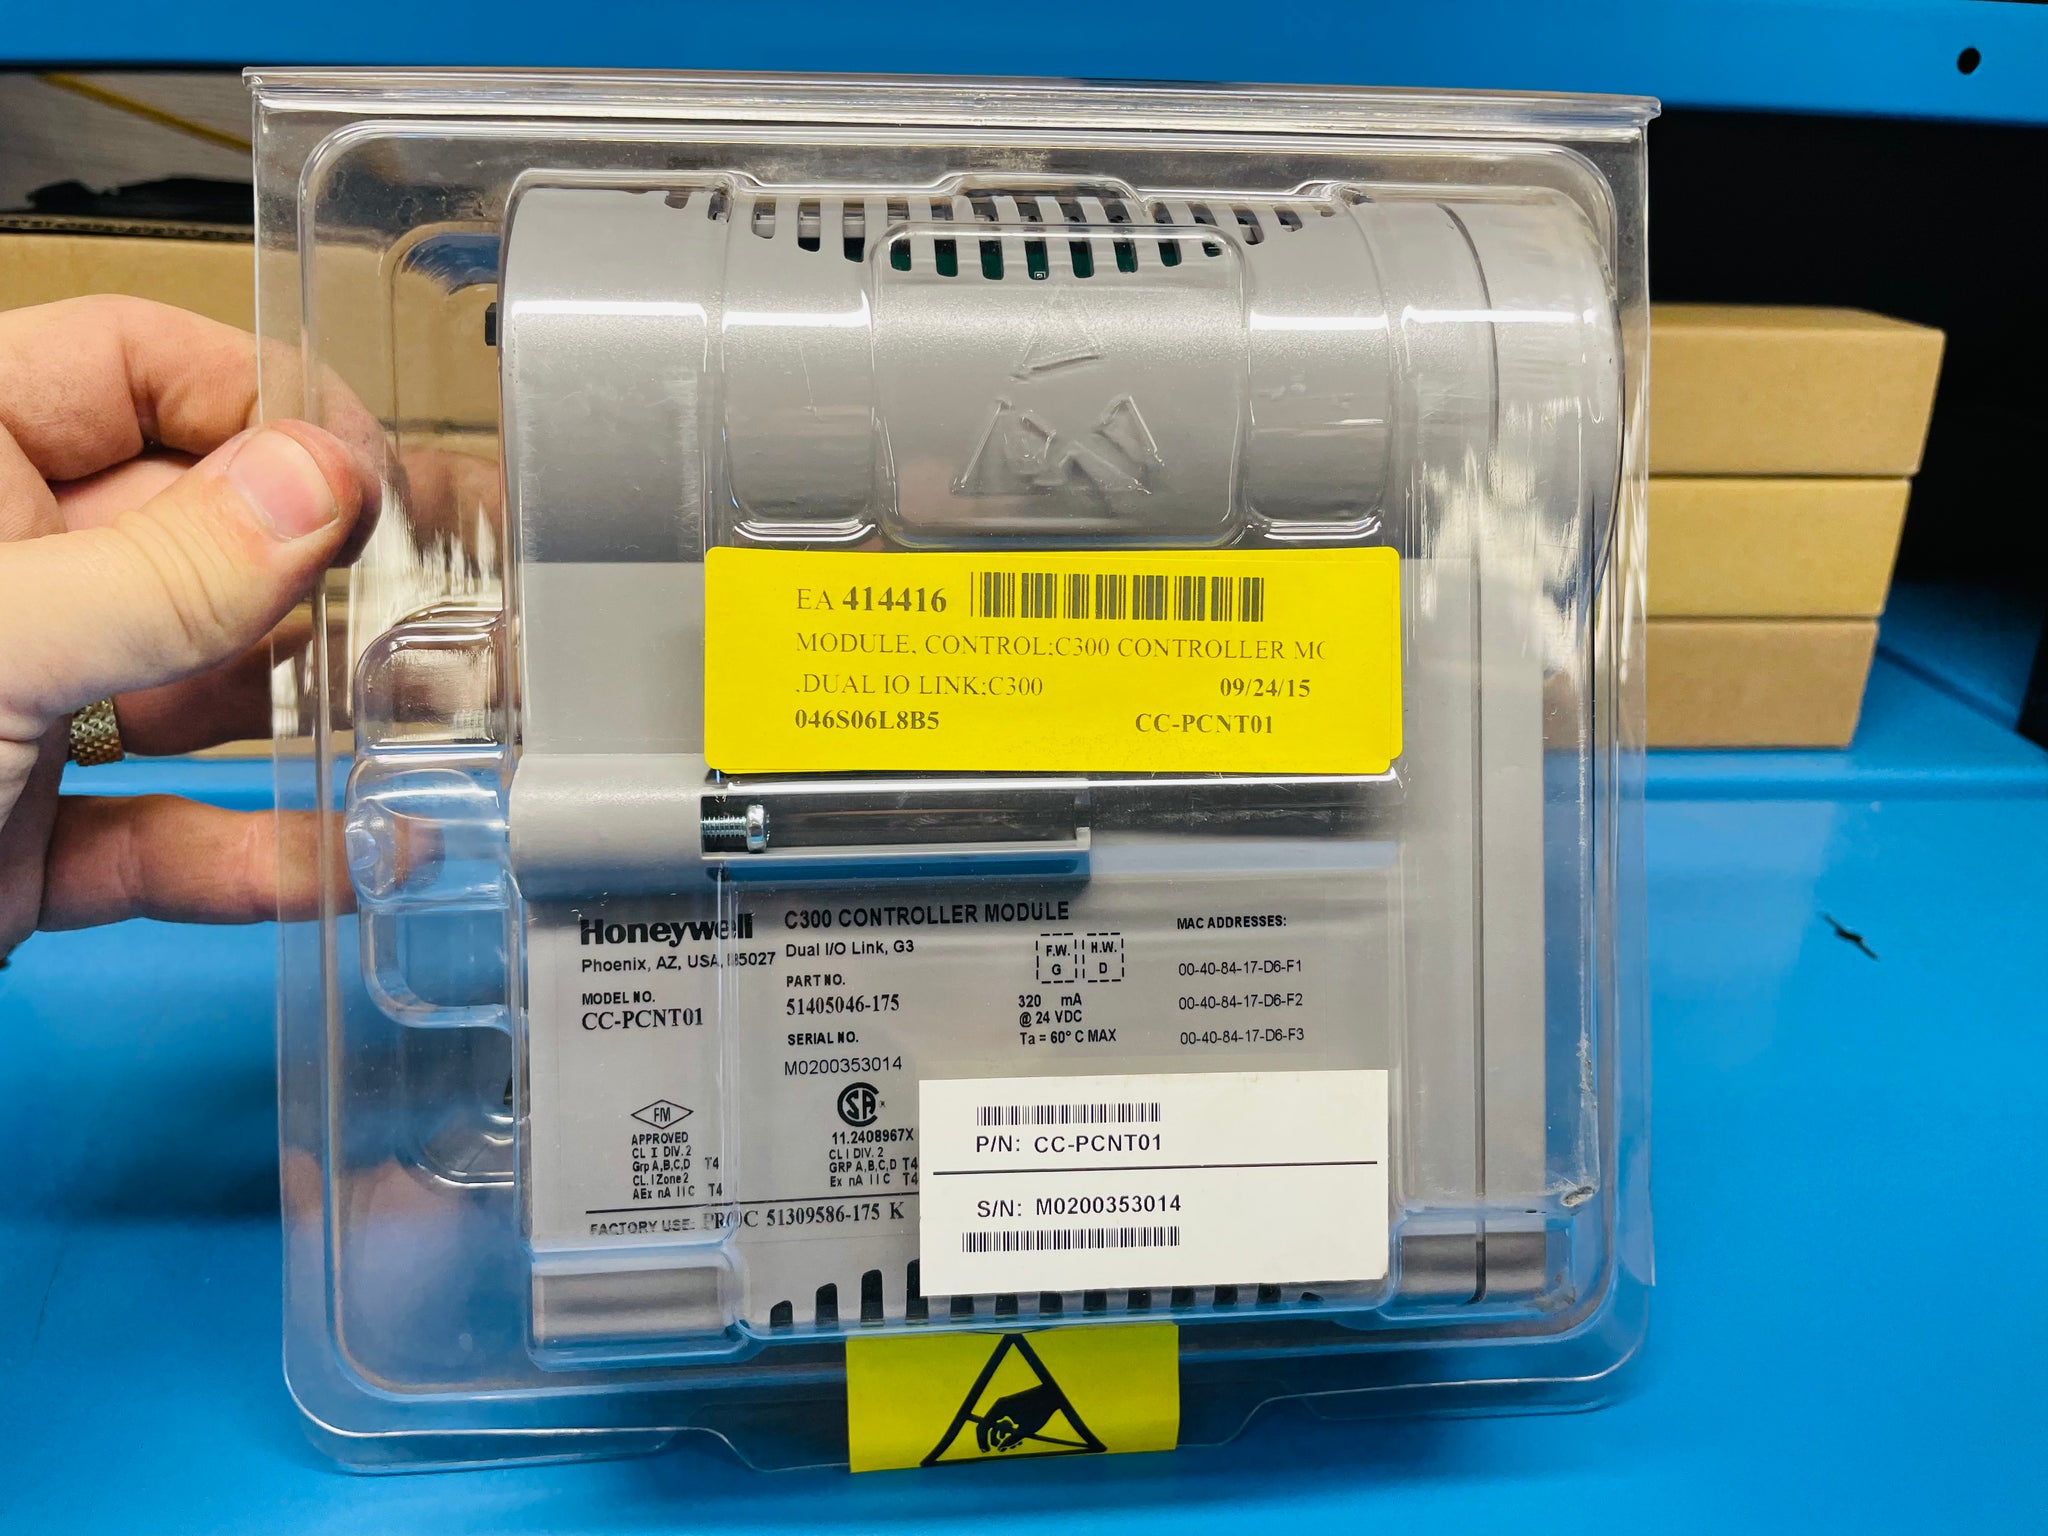 EA 414416
MODULE, CONTROL;C300 CONTROLLER MO
,DUAL IO LINK;C300 09/24/15
046S06L8B5 CC-PCNT01
Honeywell
Phoenix, AZ, USA, 85027
MODEL NO.
CC-PCNT01
C300 CONTROLLER MODULE
Dual I/O Link, G3
PART NO.
51405046-175
SERIAL NO.
M0200353014
F.W. H.W.
G D
320 mA
@ 24 VDC
Ta = 60° C MAX
MAC ADDRESSES:
00-40-84-17-D6-F1
00-40-84-17-D6-F2
00-40-84-17-D6-F3
FM
APPROVED
CL I DIV. 2
Grp A,B,C,D T4
CL. I Zone 2
AEx nA IIC T4
11.2408967X
CL I DIV. 2
GRP A,B,C,D T4
Ex nA IIC T4
FACTORY USE: PROC 51309586-175 K
P/N: CC-PCNT01
S/N: M0200353014